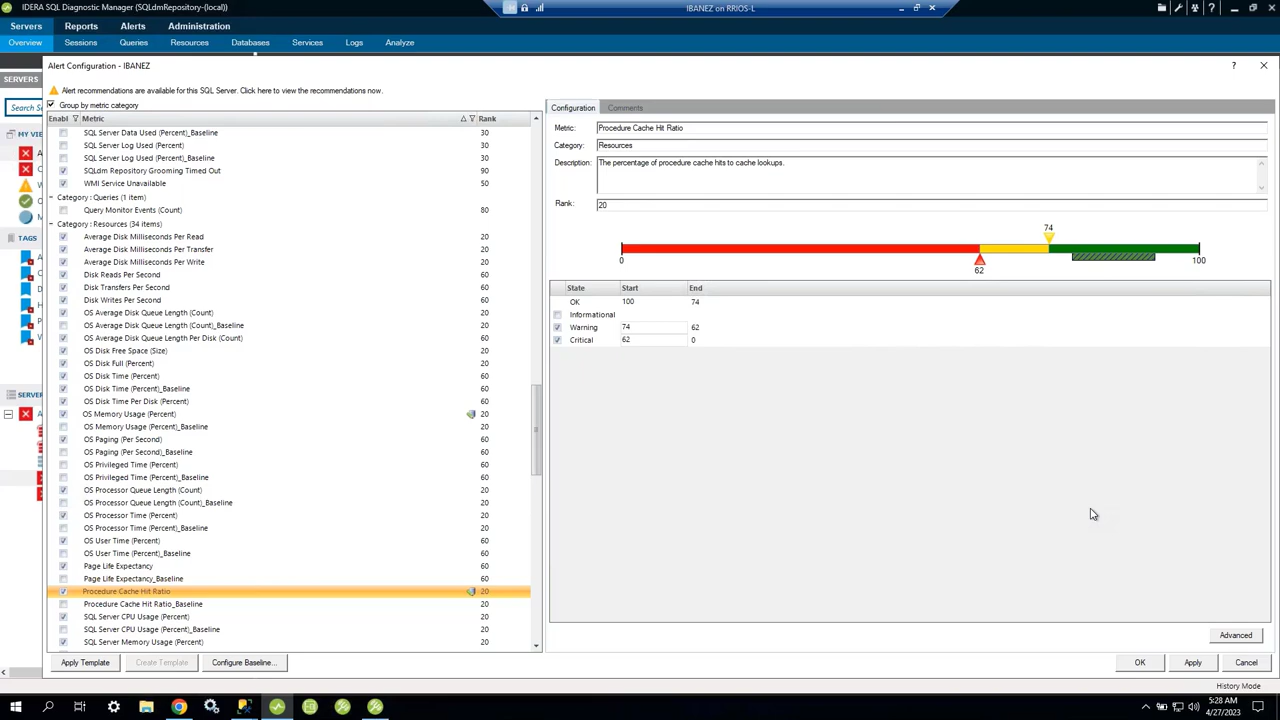 IDERA SQL Diagnostic Manager (SQLdmRepository-(local))
IBANEZ on RRIOS-L
Servers Reports Alerts Administration
Overview Sessions Queries Resources Databases Services Logs Analyze
Alert Configuration - IBANEZ
SERVERS
Alert recommendations are available for this SQL Server. Click here to view the recommendations now.
Search S
Group by metric category
Configuration Comments
Enabl Metric Rank
SQL Server Data Used (Percent)_Baseline 30
SQL Server Log Used (Percent) 30
SQL Server Log Used (Percent)_Baseline 30
SQLdm Repository Grooming Timed Out 90
WMI Service Unavailable 50
Category : Queries (1 item)
Query Monitor Events (Count) 80
Category : Resources (34 items)
Average Disk Milliseconds Per Read 20
Average Disk Milliseconds Per Transfer 20
Average Disk Milliseconds Per Write 20
Disk Reads Per Second 60
Disk Transfers Per Second 60
Disk Writes Per Second 60
OS Average Disk Queue Length (Count) 20
OS Average Disk Queue Length (Count)_Baseline 20
OS Average Disk Queue Length Per Disk (Count) 20
OS Disk Free Space (Size) 20
OS Disk Full (Percent) 20
OS Disk Time (Percent) 60
OS Disk Time (Percent)_Baseline 60
OS Disk Time Per Disk (Percent) 60
OS Memory Usage (Percent) 20
OS Memory Usage (Percent)_Baseline 20
OS Paging (Per Second) 60
OS Paging (Per Second)_Baseline 60
OS Privileged Time (Percent) 60
OS Privileged Time (Percent)_Baseline 60
OS Processor Queue Length (Count) 20
OS Processor Queue Length (Count)_Baseline 20
OS Processor Time (Percent) 20
OS Processor Time (Percent)_Baseline 20
OS User Time (Percent) 60
OS User Time (Percent)_Baseline 60
Page Life Expectancy 60
Page Life Expectancy_Baseline 60
Procedure Cache Hit Ratio 20
Procedure Cache Hit Ratio_Baseline 20
SQL Server CPU Usage (Percent) 20
SQL Server CPU Usage (Percent)_Baseline 20
SQL Server Memory Usage (Percent) 20
MY VIE
TAGS
SERVER
Metric: Procedure Cache Hit Ratio
Category: Resources
Description: The percentage of procedure cache hits to cache lookups.
Rank: 20
74
0 100
62
State Start End
OK 100 74
Informational
Warning 74 62
Critical 62 0
Advanced
Apply Template Create Template Configure Baseline... OK Apply Cancel
History Mode
5:28 AM
4/27/2023